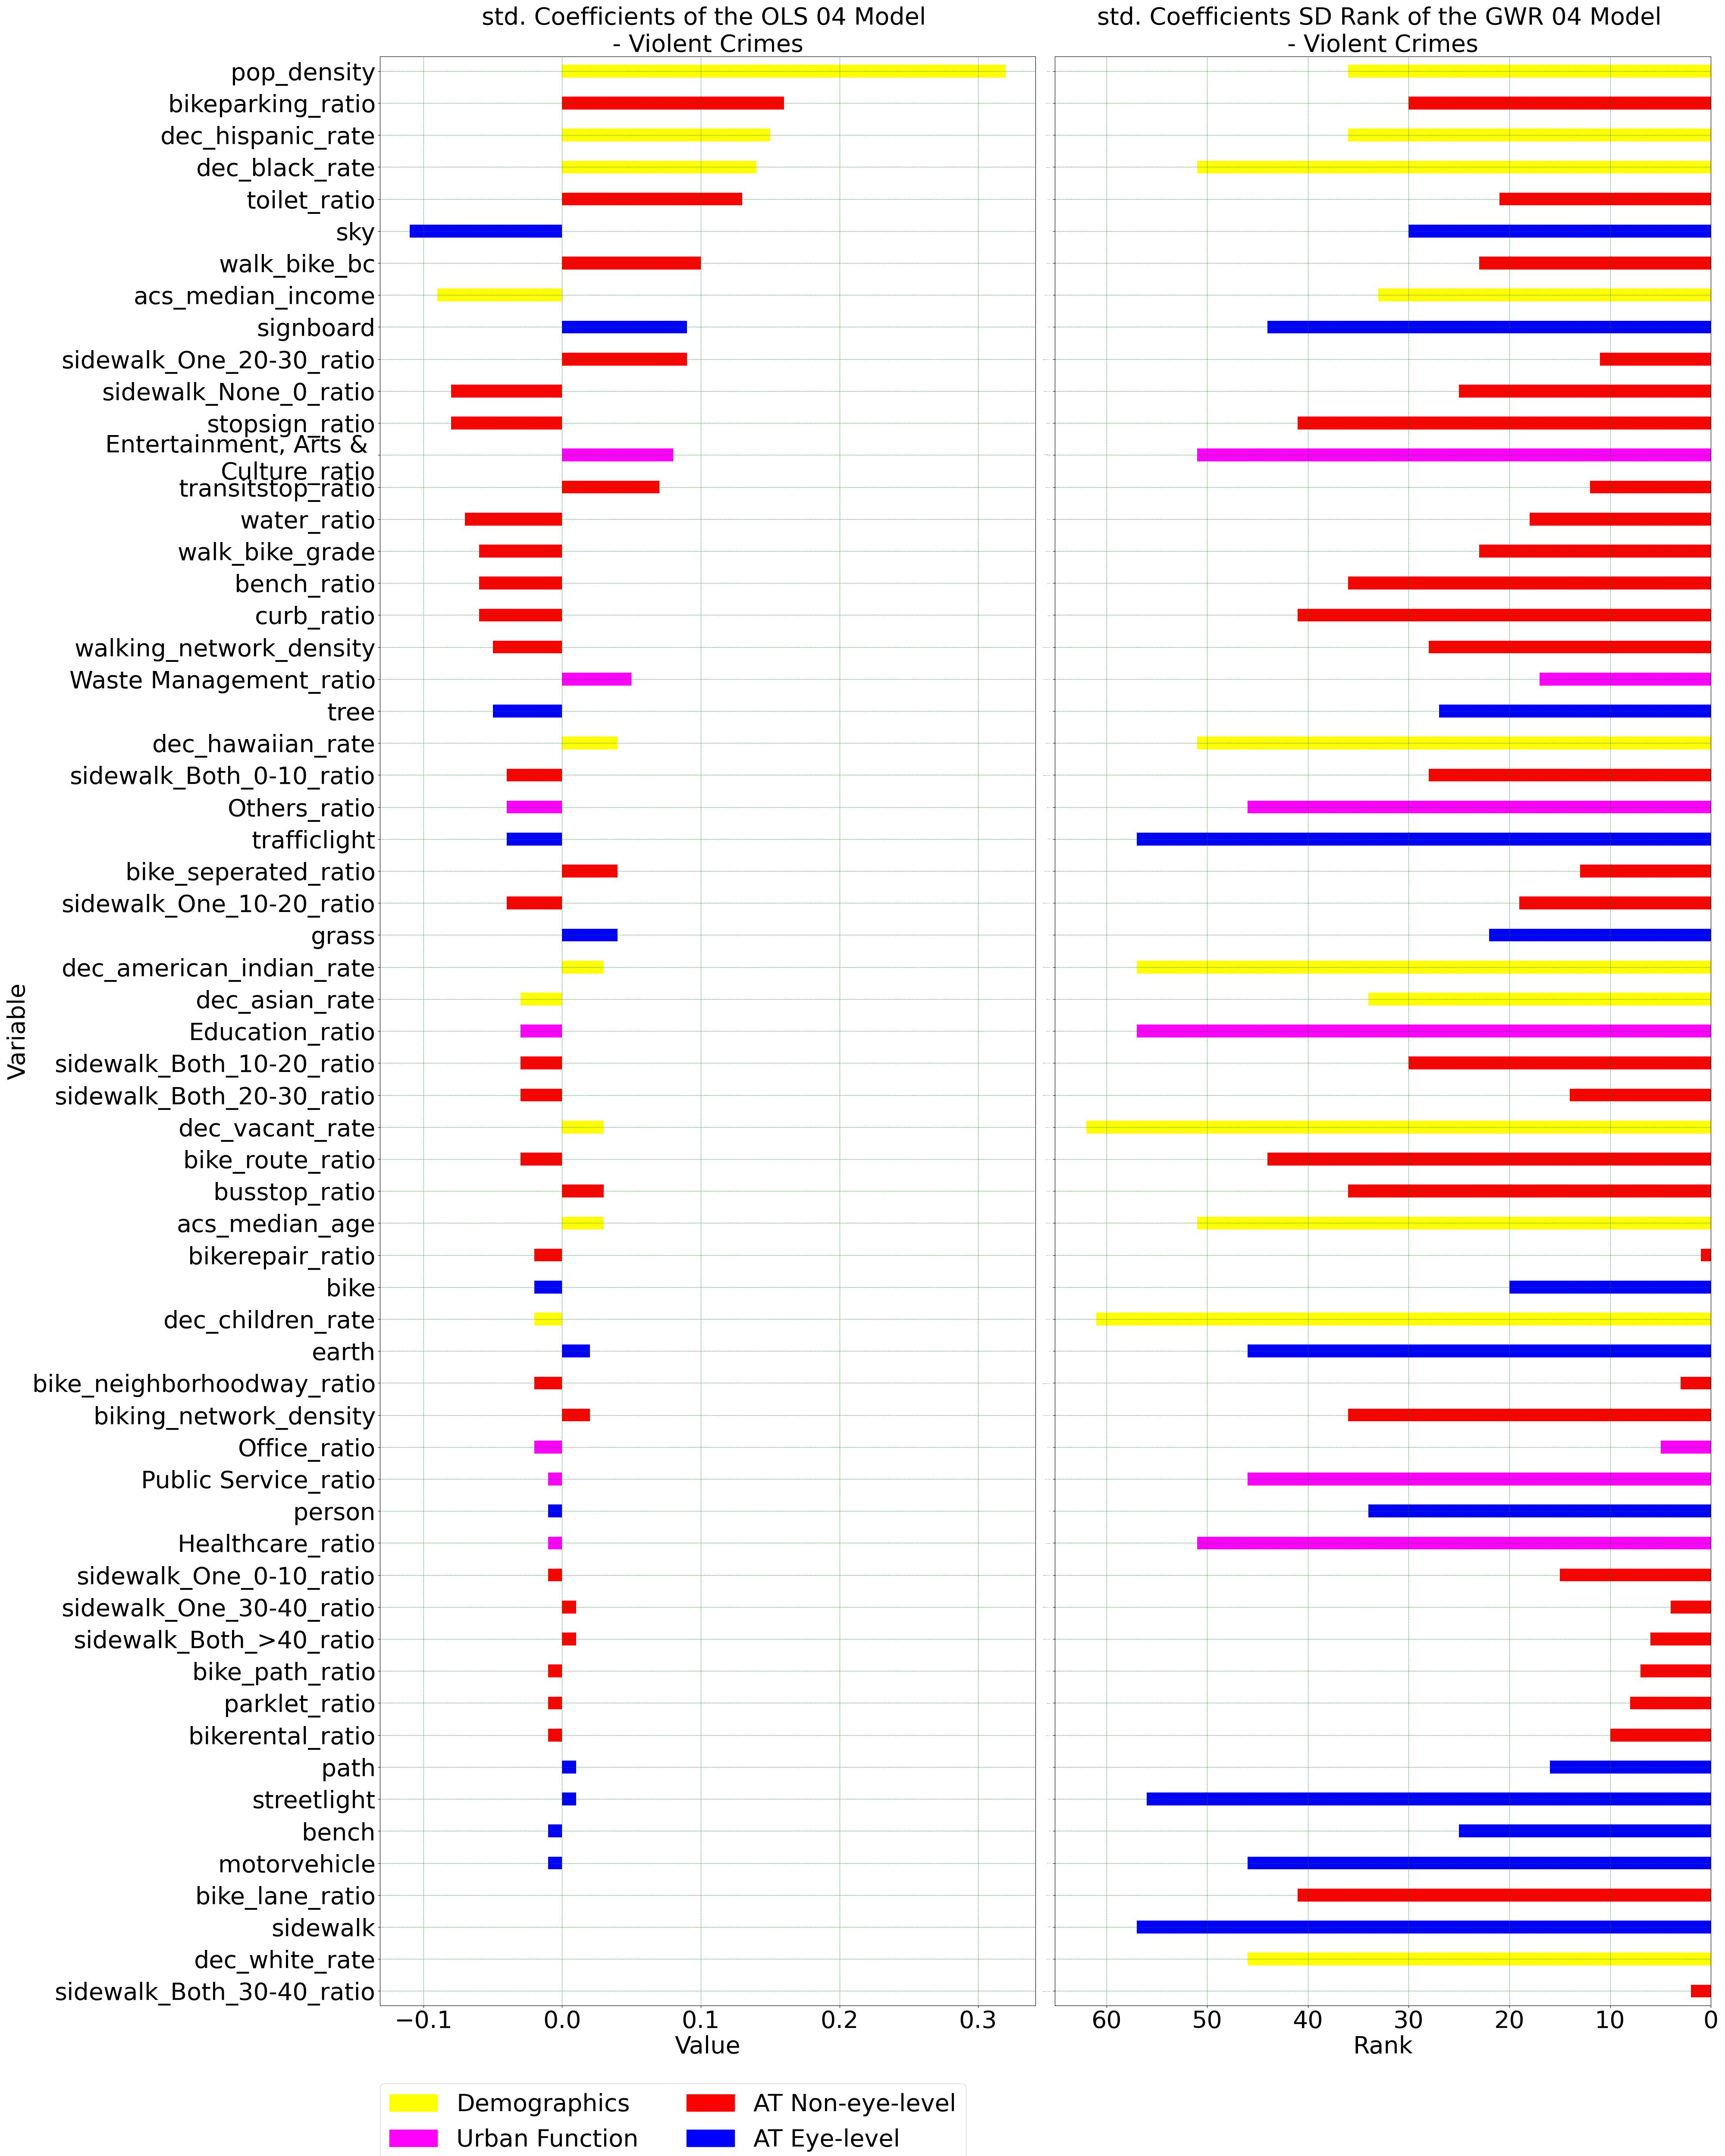 std. Coefficients of the OLS 04 Model
- Violent Crimes
std. Coefficients SD Rank of the GWR 04 Model
- Violent Crimes
pop_density
bikeparking_ratio
dec_hispanic_rate
dec_black_rate
toilet_ratio
sky
walk_bike_bc
acs_median_income
signboard
sidewalk_One_20-30_ratio
sidewalk_None_0_ratio
stopsign_ratio
Entertainment, Arts &
Culture_ratio
transitstop_ratio
water_ratio
walk_bike_grade
bench_ratio
curb_ratio
walking_network_density
Waste Management_ratio
tree
dec_hawaiian_rate
sidewalk_Both_0-10_ratio
Others_ratio
trafficlight
bike_seperated_ratio
sidewalk_One_10-20_ratio
grass
dec_american_indian_rate
dec_asian_rate
Education_ratio
sidewalk_Both_10-20_ratio
sidewalk_Both_20-30_ratio
dec_vacant_rate
bike_route_ratio
busstop_ratio
acs_median_age
bikerepair_ratio
bike
dec_children_rate
earth
bike_neighborhoodway_ratio
biking_network_density
Office_ratio
Public Service_ratio
person
Healthcare_ratio
sidewalk_One_0-10_ratio
sidewalk_One_30-40_ratio
sidewalk_Both_>40_ratio
bike_path_ratio
parklet_ratio
bikerental_ratio
path
streetlight
bench
motorvehicle
bike_lane_ratio
sidewalk
dec_white_rate
sidewalk_Both_30-40_ratio
Variable
−0.1 0.0 0.1 0.2 0.3
Value
60 50 40 30 20 10 0
Rank
Demographics
Urban Function
AT Non-eye-level
AT Eye-level